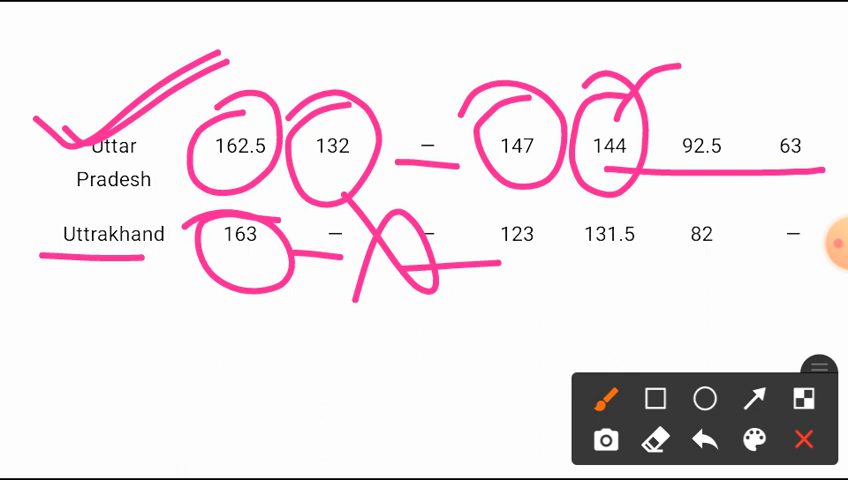 Uttar Pradesh 162.5 132 – 147 144 92.5 63
Uttrakhand 163 – – 123 131.5 82 –